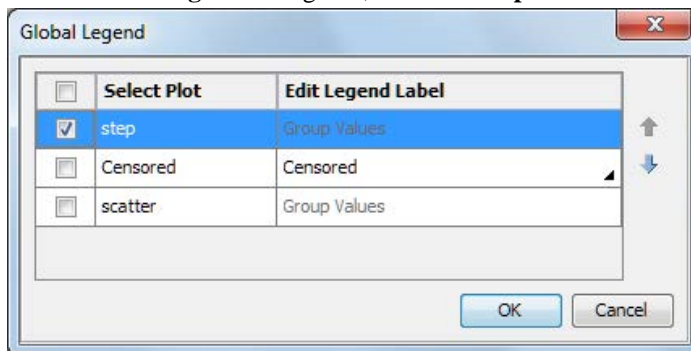 Global Legend
Select Plot Edit Legend Label
step Group Values
Censored Censored
scatter Group Values
OK Cancel